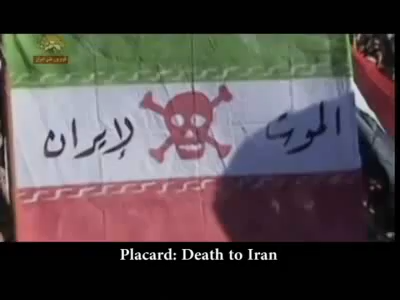 الموت لإيران
Placard: Death to Iran